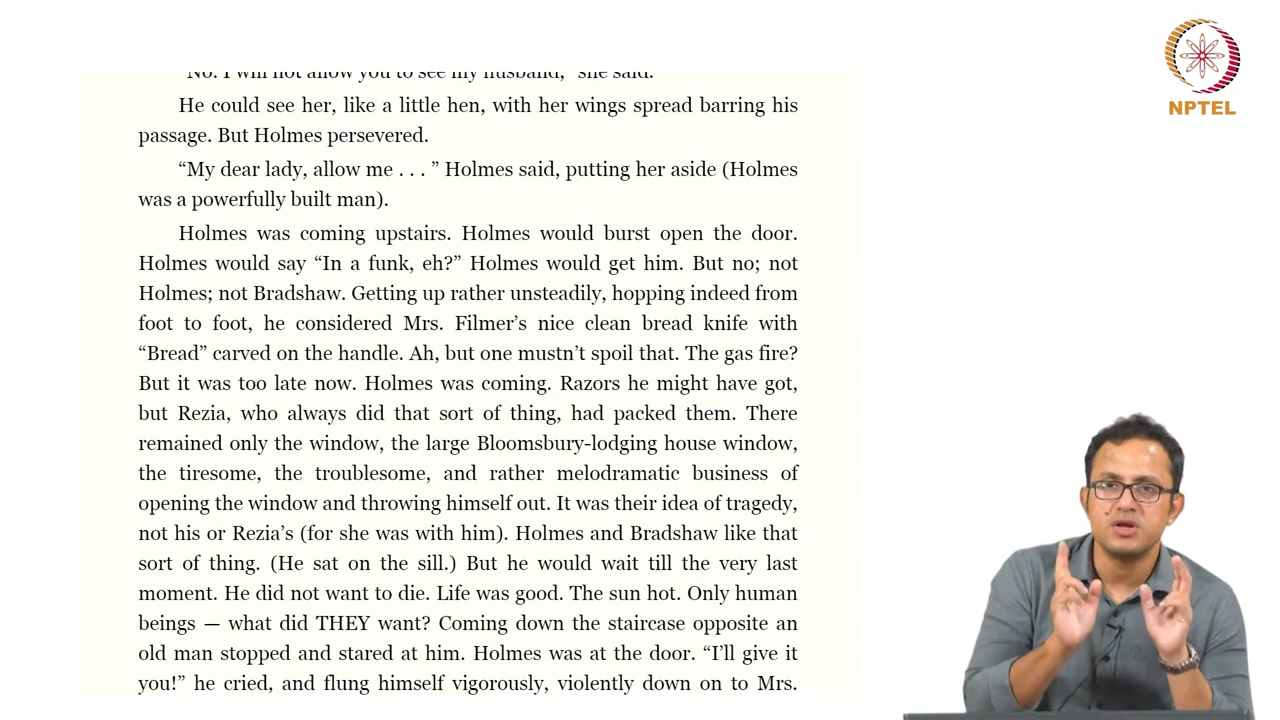 “No. I will not allow you to see my husband,” she said.
He could see her, like a little hen, with her wings spread barring his
passage. But Holmes persevered.
“My dear lady, allow me . . . ” Holmes said, putting her aside (Holmes
was a powerfully built man).
Holmes was coming upstairs. Holmes would burst open the door.
Holmes would say “In a funk, eh?” Holmes would get him. But no; not
Holmes; not Bradshaw. Getting up rather unsteadily, hopping indeed from
foot to foot, he considered Mrs. Filmer’s nice clean bread knife with
“Bread” carved on the handle. Ah, but one mustn’t spoil that. The gas fire?
But it was too late now. Holmes was coming. Razors he might have got,
but Rezia, who always did that sort of thing, had packed them. There
remained only the window, the large Bloomsbury-lodging house window,
the tiresome, the troublesome, and rather melodramatic business of
opening the window and throwing himself out. It was their idea of tragedy,
not his or Rezia’s (for she was with him). Holmes and Bradshaw like that
sort of thing. (He sat on the sill.) But he would wait till the very last
moment. He did not want to die. Life was good. The sun hot. Only human
beings — what did THEY want? Coming down the staircase opposite an
old man stopped and stared at him. Holmes was at the door. “I’ll give it
you!” he cried, and flung himself vigorously, violently down on to Mrs.
NPTEL